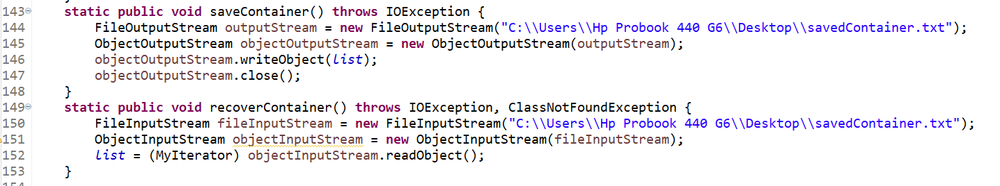 143 static public void saveContainer() throws IOException {
144 FileOutputStream outputStream = new FileOutputStream("C:\\Users\\Hp Probook 440 G6\\Desktop\\savedContainer.txt");
145 ObjectOutputStream objectOutputStream = new ObjectOutputStream(outputStream);
146 objectOutputStream.writeObject(list);
147 objectOutputStream.close();
148 }
149 static public void recoverContainer() throws IOException, ClassNotFoundException {
150 FileInputStream fileInputStream = new FileInputStream("C:\\Users\\Hp Probook 440 G6\\Desktop\\savedContainer.txt");
151 ObjectInputStream objectInputStream = new ObjectInputStream(fileInputStream);
152 list = (MyIterator) objectInputStream.readObject();
153 }